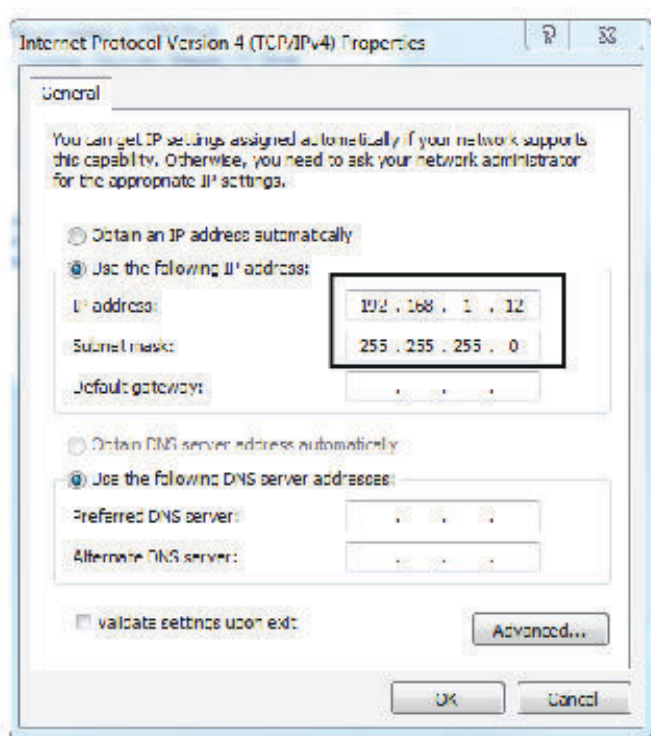 Internet Protocol Version 4 (TCP/IPv4) Properties
General
You can get IP settings assigned automatically if your network supports
this capability. Otherwise, you need to ask your network administrator
for the appropriate IP settings.
Obtain an IP address automatically
Use the following IP address:
IP address: 192 . 168 . 1 . 12
Subnet mask: 255 . 255 . 255 . 0
Default gateway: . . .
Obtain DNS server address automatically
Use the following DNS server addresses:
Preferred DNS server: . . .
Alternate DNS server: . . .
Validate settings upon exit
Advanced...
OK Cancel